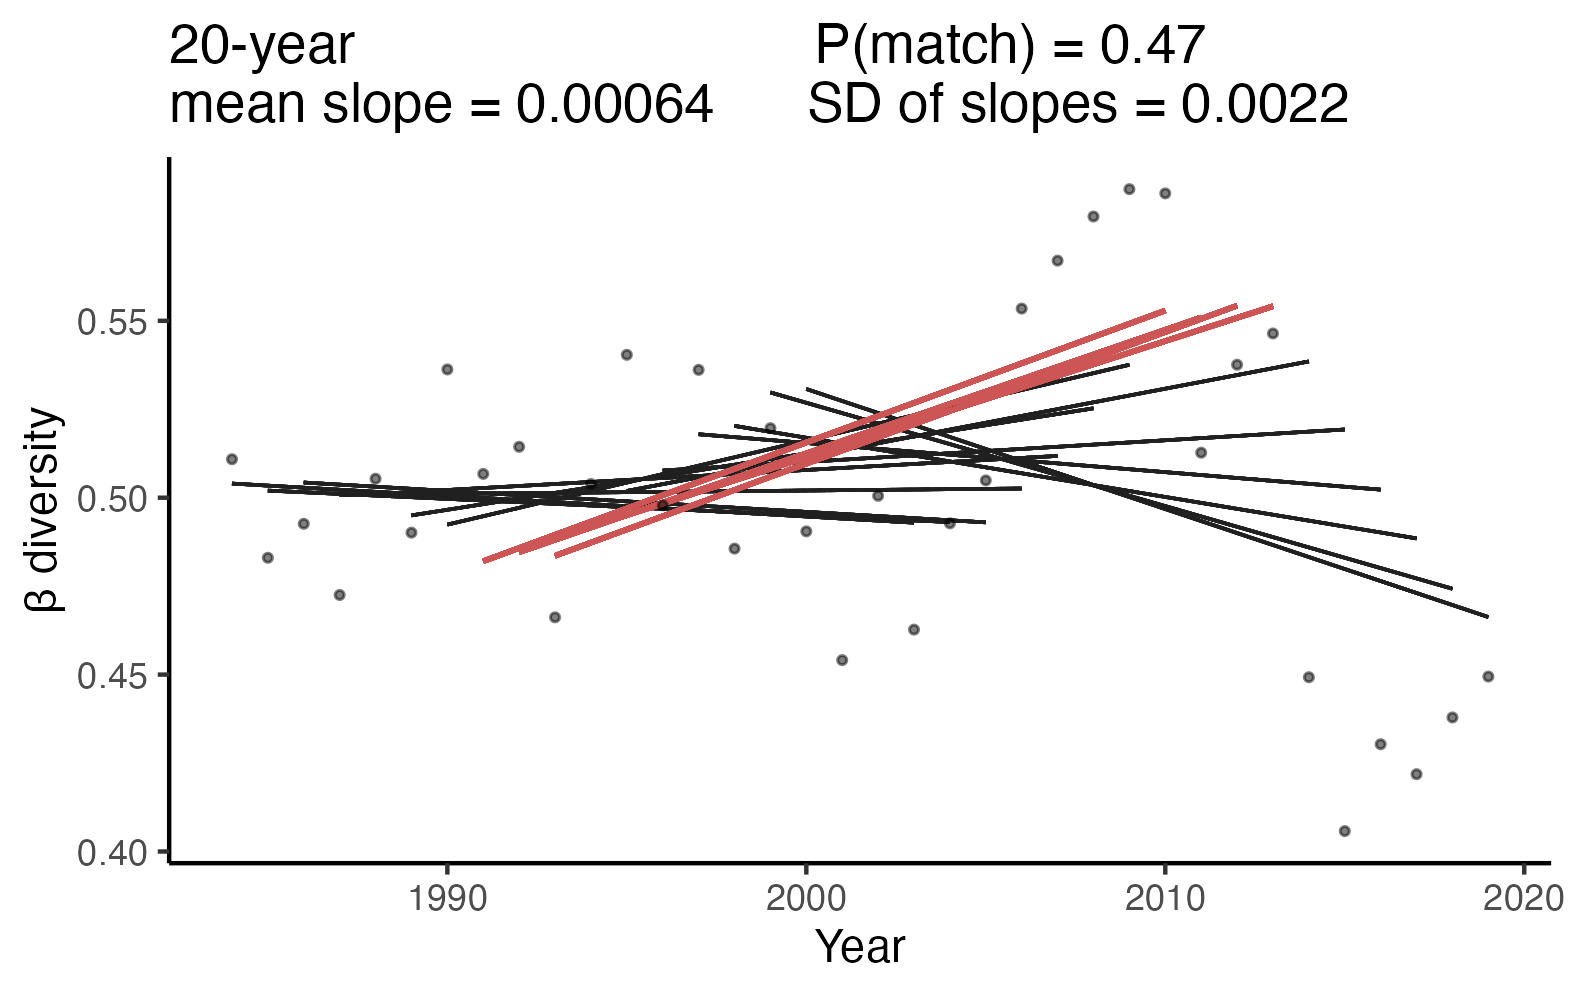 20-year P(match) = 0.47
mean slope = 0.00064 SD of slopes = 0.0022
0.55
0.50
0.45
0.40
β diversity
1990 2000 2010 2020
Year